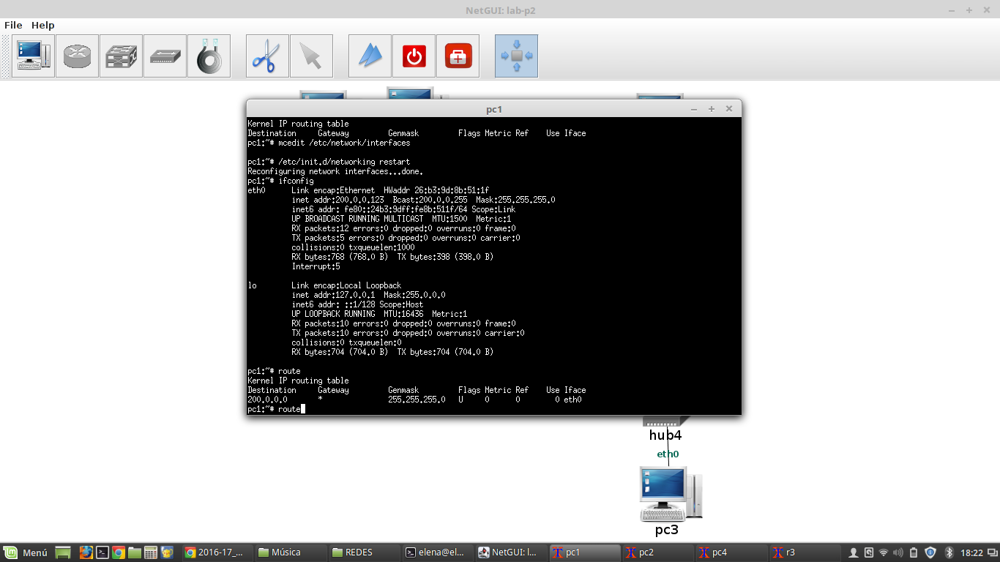 NetGUI: lab-p2
File Help
pc1
Kernel IP routing table
Destination Gateway Genmask Flags Metric Ref Use Iface
pc1:~# mcedit /etc/network/interfaces
pc1:~# /etc/init.d/networking restart
Reconfiguring network interfaces...done.
pc1:~# ifconfig
eth0 Link encap:Ethernet HWaddr 26:b3:9d:8b:51:1f
inet addr:200.0.0.123 Bcast:200.0.0.255 Mask:255.255.255.0
inet6 addr: fe80::24b3:9dff:fe8b:511f/64 Scope:Link
UP BROADCAST RUNNING MULTICAST MTU:1500 Metric:1
RX packets:12 errors:0 dropped:0 overruns:0 frame:0
TX packets:5 errors:0 dropped:0 overruns:0 carrier:0
collisions:0 txqueuelen:1000
RX bytes:768 (768.0 B) TX bytes:398 (398.0 B)
Interrupt:5
lo Link encap:Local Loopback
inet addr:127.0.0.1 Mask:255.0.0.0
inet6 addr: ::1/128 Scope:Host
UP LOOPBACK RUNNING MTU:16436 Metric:1
RX packets:10 errors:0 dropped:0 overruns:0 frame:0
TX packets:10 errors:0 dropped:0 overruns:0 carrier:0
collisions:0 txqueuelen:0
RX bytes:704 (704.0 B) TX bytes:704 (704.0 B)
pc1:~# route
Kernel IP routing table
Destination Gateway Genmask Flags Metric Ref Use Iface
200.0.0.0 * 255.255.255.0 U 0 0 0 eth0
pc1:~# route
hub4
eth0
pc3
Menú 2016-17_... Música REDES elena@el... NetGUI: l... pc1 pc2 pc4 r3 18:22